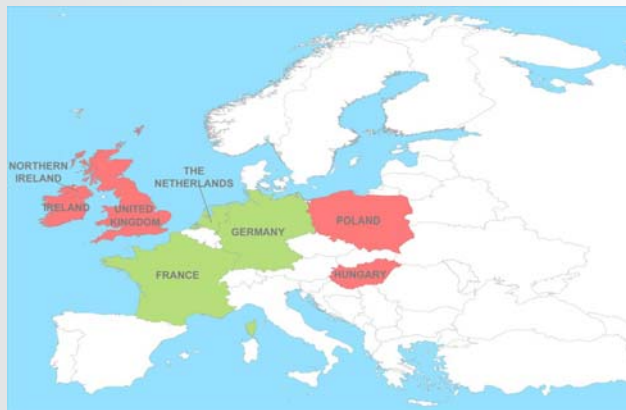 NORTHERN
IRELAND
THE
NETHERLANDS
IRELAND
UNITED
KINGDOM
POLAND
GERMANY
FRANCE
HUNGARY